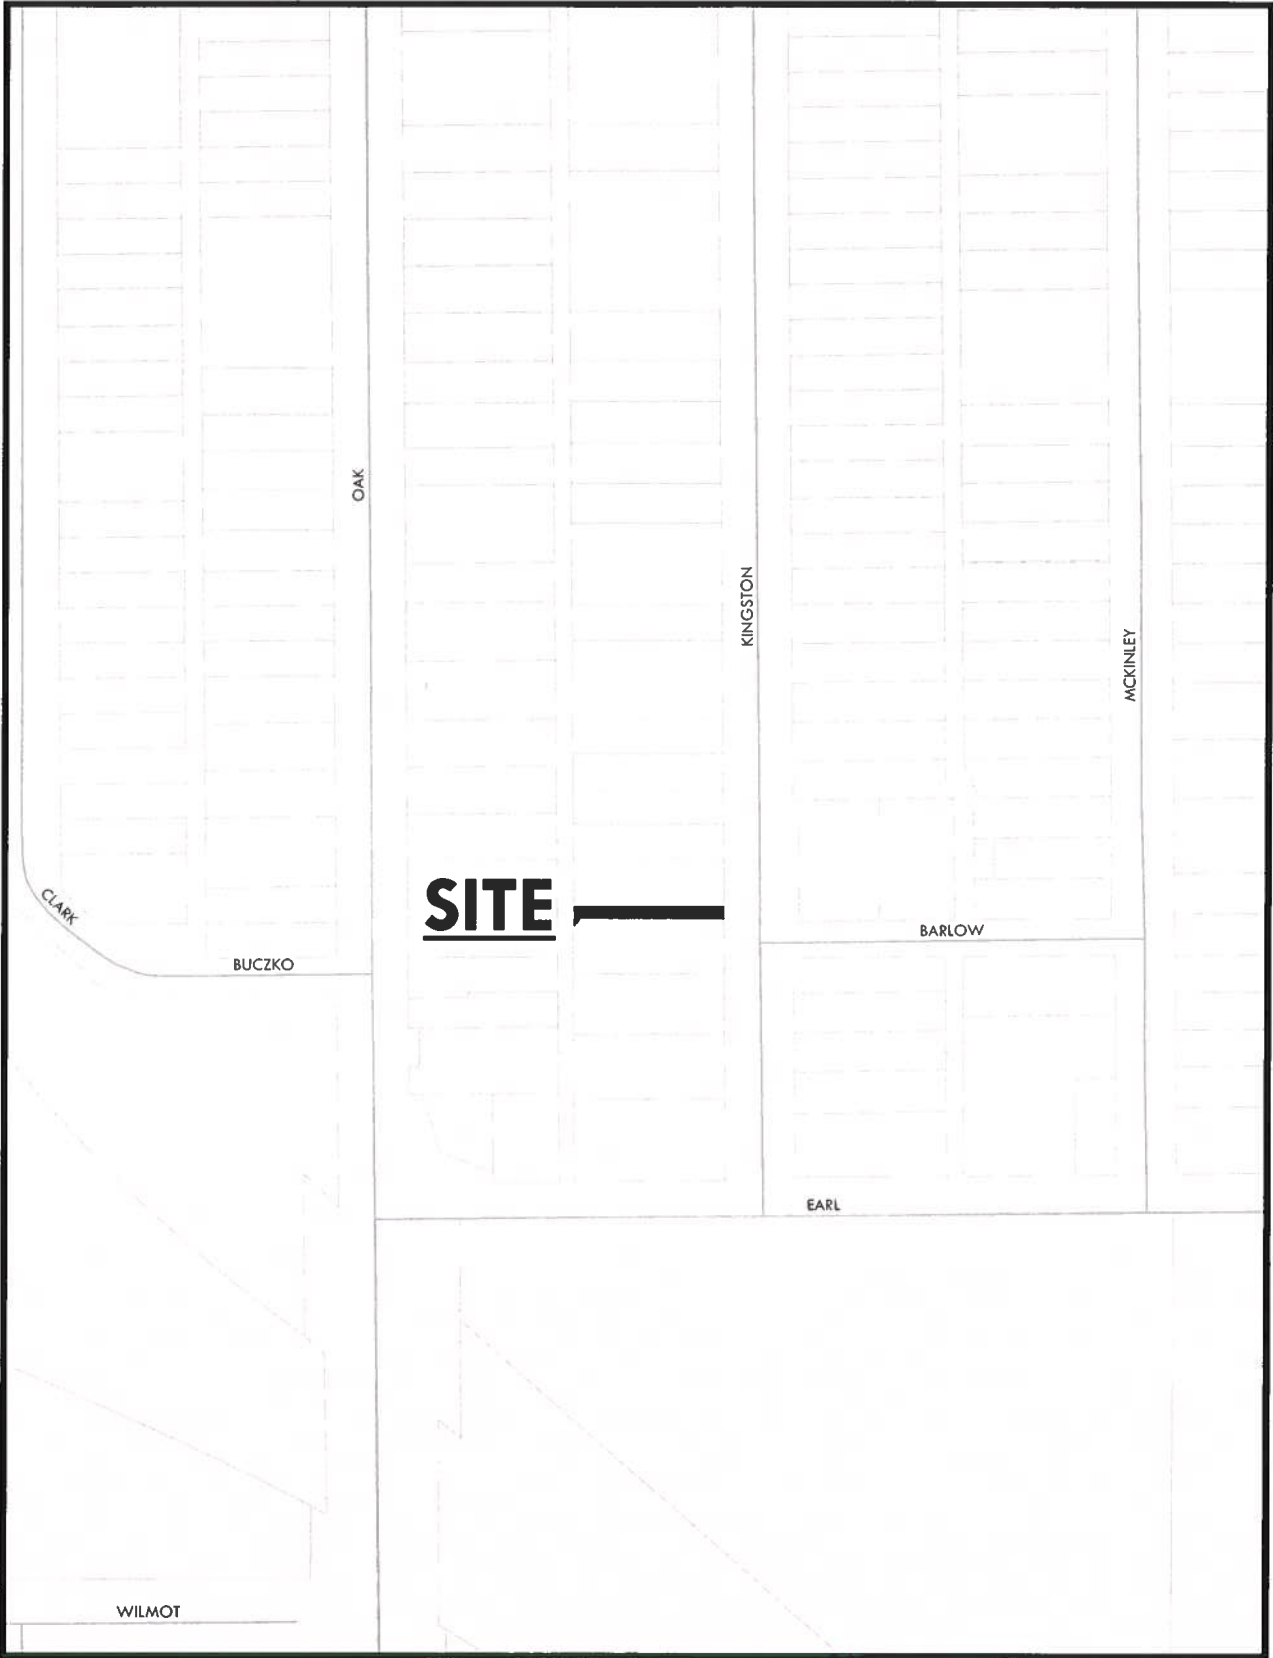 OAK
KINGSTON
MCKINLEY
CLARK
SITE
BARLOW
BUCZKO
EARL
WILMOT